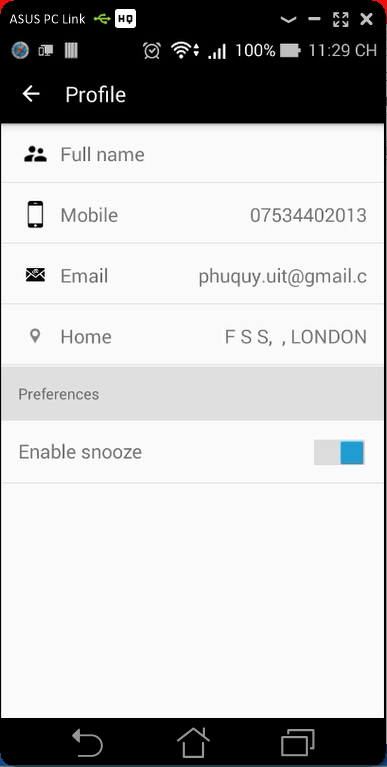 ASUS PC Link HQ
100% 11:29 CH
Profile
Full name
Mobile 07534402013
Email phuquy.uit@gmail.c
Home F S S, , LONDON
Preferences
Enable snooze